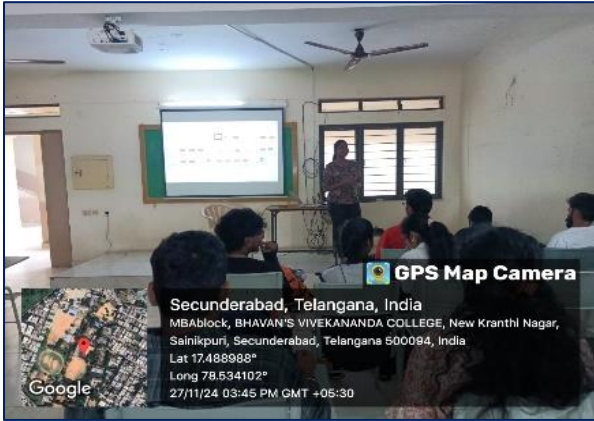 GPS Map Camera
Secunderabad, Telangana, India
MBAblock, BHAVAN'S VIVEKANANDA COLLEGE, New Kranthi Nagar,
Sainikpuri, Secunderabad, Telangana 500094, India
Lat 17.488988°
Long 78.534102°
27/11/24 03:45 PM GMT +05:30
Google